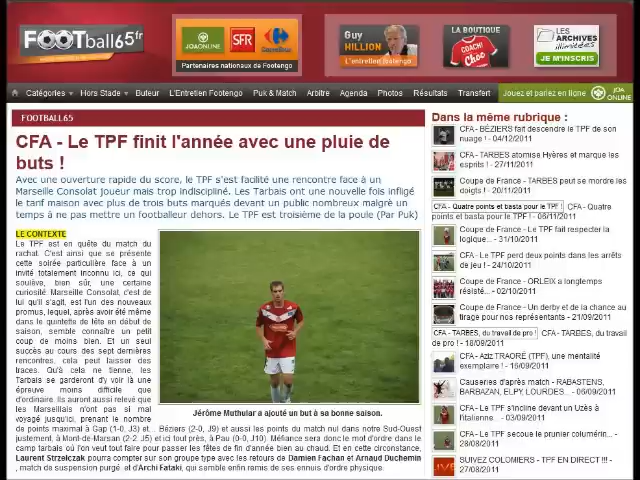 FOOTball65.fr
JOAONLINE
SFR
Carrefour
Partenaires nationaux de Footengo
Guy
HILLION
L'entretien footengo
LA BOUTIQUE
COACH
Choc
LES
ARCHIVES
illimitées
JE M'INSCRIS
Catégories
Hors Stade
Buteur
L'Entretien Footengo
Puk & Match
Arbitre
Agenda
Photos
Résultats
Transfert
Jouez et pariez en ligne
JOA
ONLINE
FOOTBALL65
CFA - Le TPF finit l'année avec une pluie de
buts !
Avec une ouverture rapide du score, le TPF s'est facilité une rencontre face à un
Marseille Consolat joueur mais trop indiscipliné. Les Tarbais ont une nouvelle fois infligé
le tarif maison avec plus de trois buts marqués devant un public nombreux malgré un
temps à ne pas mettre un footballeur dehors. Le TPF est troisième de la poule (Par Puk)
LE CONTEXTE
Le TPF est en quête du match du
rachat. C'est ainsi que se présente
cette soirée particulière face à un
invité totalement inconnu ici, ce qui
soulève, bien sûr, une certaine
curiosité Marseille Consolat, c'est de
lui qu'il s'agit, est l'un des nouveaux
promus, lequel, après avoir été même
dans le quintette de tête en début de
saison, semble connaître un petit
coup de moins bien. Et un seul
succès au cours des sept dernières
rencontres, cela peut laisser des
traces. Qu'à cela ne tienne, les
Tarbais se garderont d'y voir là une
épreuve moins difficile que
d'ordinaire. Ils auront aussi relevé
que les Marseillais n'ont pas si mal
voyagé jusqu'ici, prenant le nombre
de points maximal à Gap (1-0, J3) et à Béziers (2-0, J9) et aussi les points du match nul dans notre Sud-Ouest
justement, à Mont-de-Marsan (2-2, J5) et ici tout près, à Pau (0-0, J10). Méfiance sera donc le mot d'ordre dans le
camp tarbais où l'on veut tout faire pour passer les fêtes de fin d'année bien au chaud. Et en cette circonstance,
Laurent Strzelczak pourra compter sur son groupe type avec les retours de Damien Fachan et Arnaud Duchemin
, match de suspension purgé, et d'Archi Fataki, qui semble enfin remis de ses ennuis d'ordre physique.
Jérôme Muthular a ajouté un but à sa bonne saison.
Dans la même rubrique :
CFA - BÉZIERS fait descendre le TPF de son
nuage ! - 04/12/2011
CFA - TARBES atomise Hyères et marque les
esprits ! - 27/11/2011
Coupe de France - TARBES peut se mordre les
doigts ! - 20/11/2011
CFA - Quatre points et basta pour le TPF ! CFA - Quatre
points et basta pour le TPF ! - 06/11/2011
Coupe de France - Le TPF fait respecter la
logique... - 31/10/2011
CFA - Le TPF perd deux points dans les arrêts
de jeu ! - 24/10/2011
Coupe de France - ORLEIX a longtemps
résisté... - 02/10/2011
Coupe de France - Un derby et de la chance au
tirage pour nos représentants - 21/09/2011
CFA - TARBES, du travail de pro ! CFA - TARBES, du travail
de pro ! - 18/09/2011
CFA - Aziz TRAORÉ (TPF), une mentalité
exemplaire ! - 15/09/2011
Causeries d'après match - RABASTENS,
BARBAZAN, ELPY, LOURDES... - 06/09/2011
CFA - Le TPF s'incline devant un Uzès à
l'italienne... - 03/09/2011
CFA - Le TPF secoue le prunier columérin... -
28/08/2011
SUIVEZ COLOMIERS - TPF EN DIRECT !!! -
27/08/2011